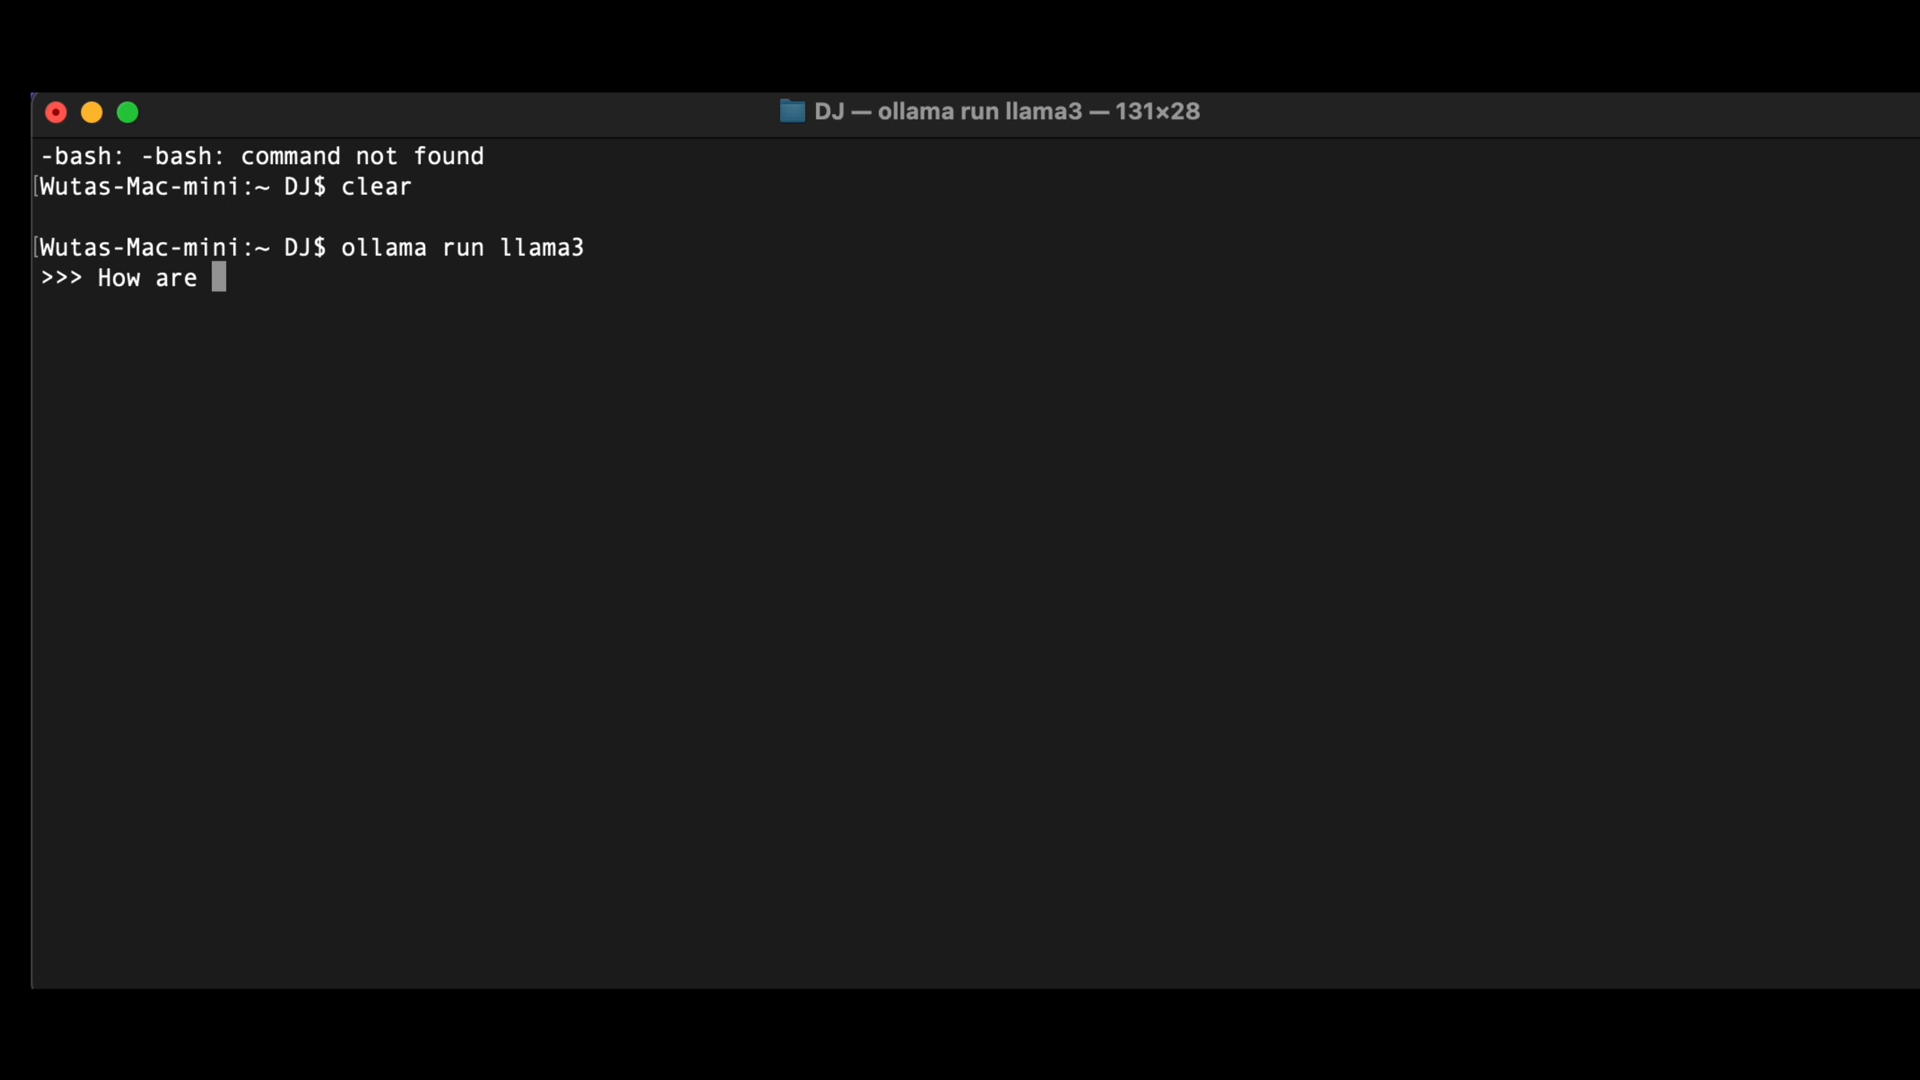 DJ — ollama run llama3 — 131×28
-bash: -bash: command not found
[Wutas-Mac-mini:~ DJ$ clear
[Wutas-Mac-mini:~ DJ$ ollama run llama3
>>> How are